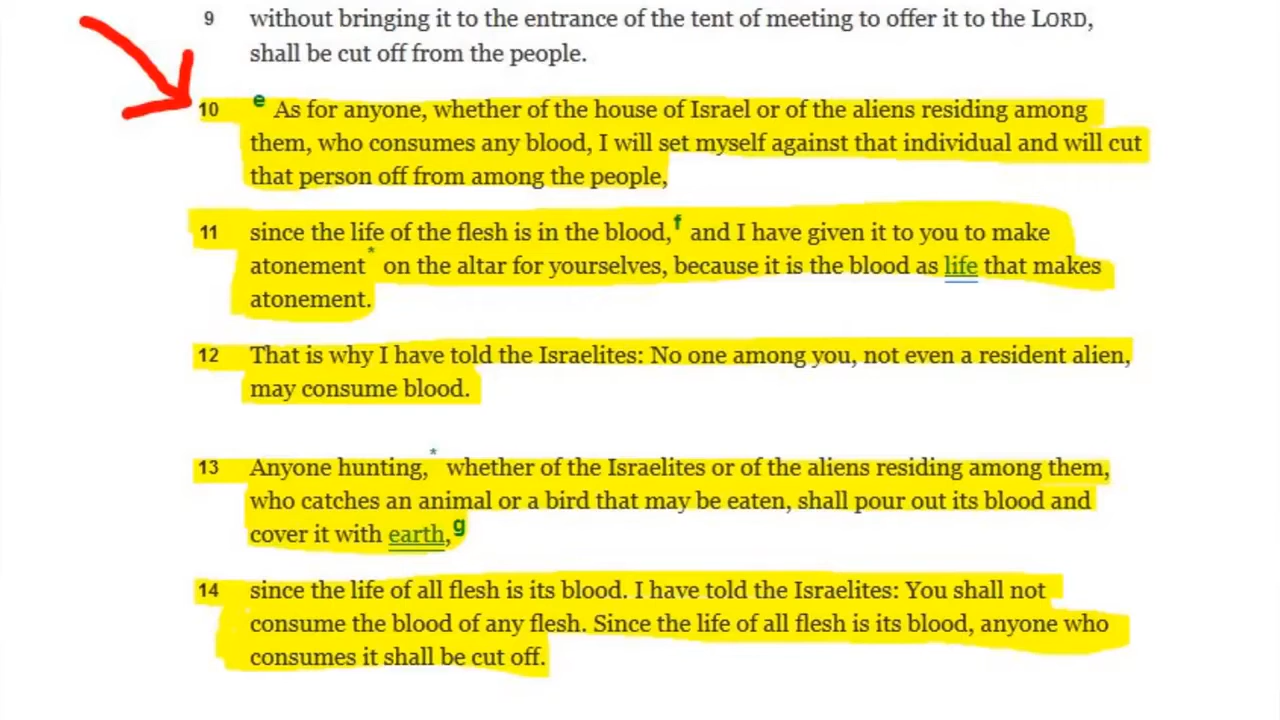 9 without bringing it to the entrance of the tent of meeting to offer it to the LORD,
shall be cut off from the people.
10 e As for anyone, whether of the house of Israel or of the aliens residing among
them, who consumes any blood, I will set myself against that individual and will cut
that person off from among the people,
11 since the life of the flesh is in the blood,f and I have given it to you to make
atonement* on the altar for yourselves, because it is the blood as life that makes
atonement.
12 That is why I have told the Israelites: No one among you, not even a resident alien,
may consume blood.
13 Anyone hunting,* whether of the Israelites or of the aliens residing among them,
who catches an animal or a bird that may be eaten, shall pour out its blood and
cover it with earth,g
14 since the life of all flesh is its blood. I have told the Israelites: You shall not
consume the blood of any flesh. Since the life of all flesh is its blood, anyone who
consumes it shall be cut off.